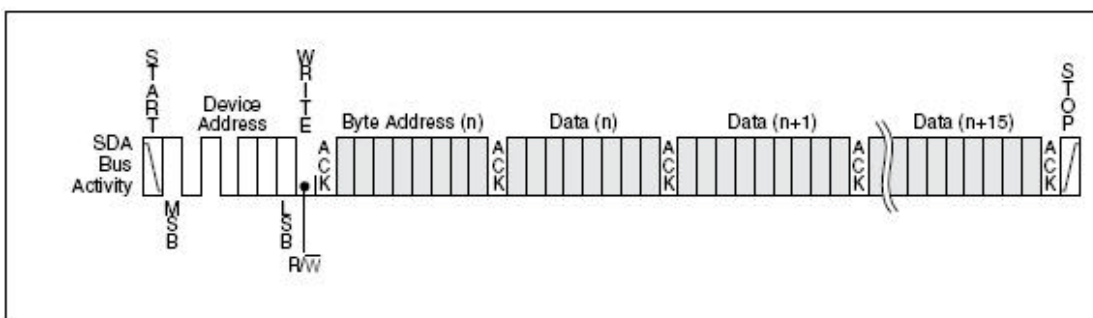 START
WRITE
STOP
Device
Address
Byte Address (n)
Data (n)
Data (n+1)
Data (n+15)
SDA
Bus
Activity
ACK
ACK
ACK
ACK
ACK
MSB
LSB
R/W̅